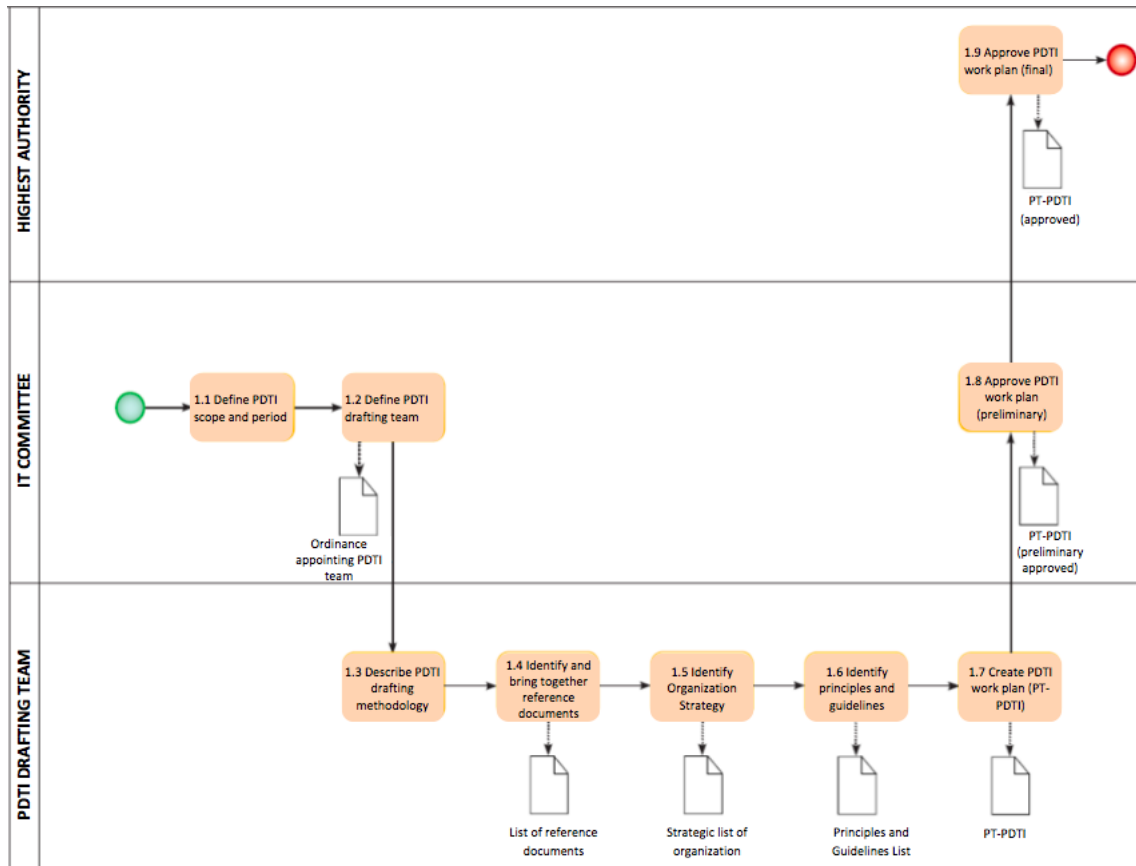 HIGHEST AUTHORITY
1.9 Approve PDTI
work plan (final)
PT-PDTI
(approved)
IT COMMITTEE
1.1 Define PDTI
scope and period
1.2 Define PDTI
drafting team
Ordinance
appointing PDTI
team
1.8 Approve PDTI
work plan
(preliminary)
PT-PDTI
(preliminary
approved)
PDTI DRAFTING TEAM
1.3 Describe PDTI
drafting
methodology
1.4 Identify and
bring together
reference
documents
1.5 Identify
Organization
Strategy
1.6 Identify
principles and
guidelines
1.7 Create PDTI
work plan (PT-
PDTI)
List of reference
documents
Strategic list of
organization
Principles and
Guidelines List
PT-PDTI